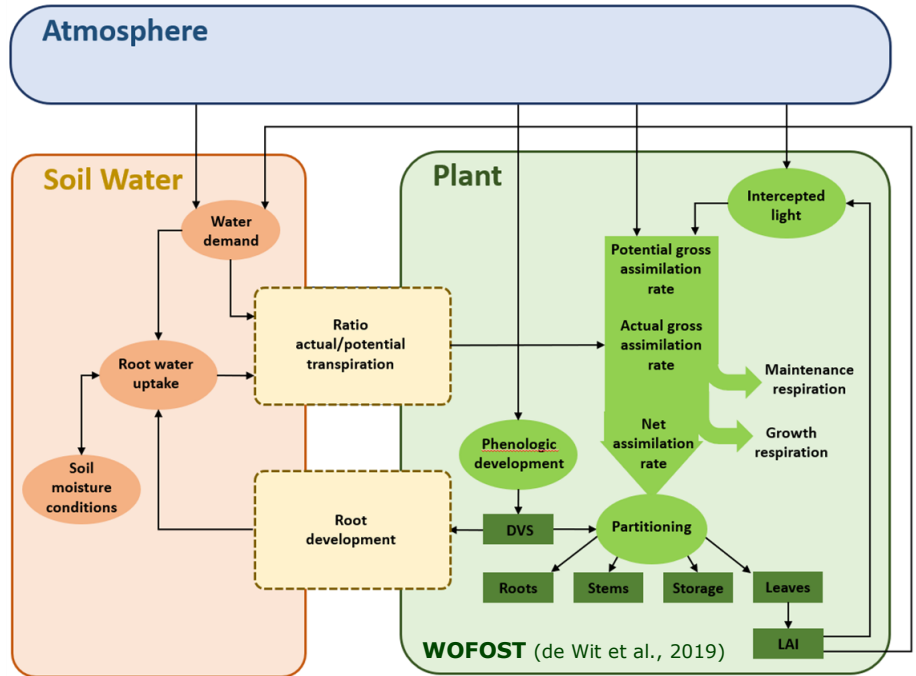 Atmosphere
Soil Water
Plant
Water
demand
Intercepted
light
Potential gross
assimilation
rate
Ratio
actual/potential
transpiration
Actual gross
assimilation
rate
Root water
uptake
Maintenance
respiration
Net
assimilation
rate
Growth
respiration
Phenologic
development
Soil
moisture
conditions
Root
development
DVS
Partitioning
Roots
Stems
Storage
Leaves
LAI
WOFOST (de Wit et al., 2019)